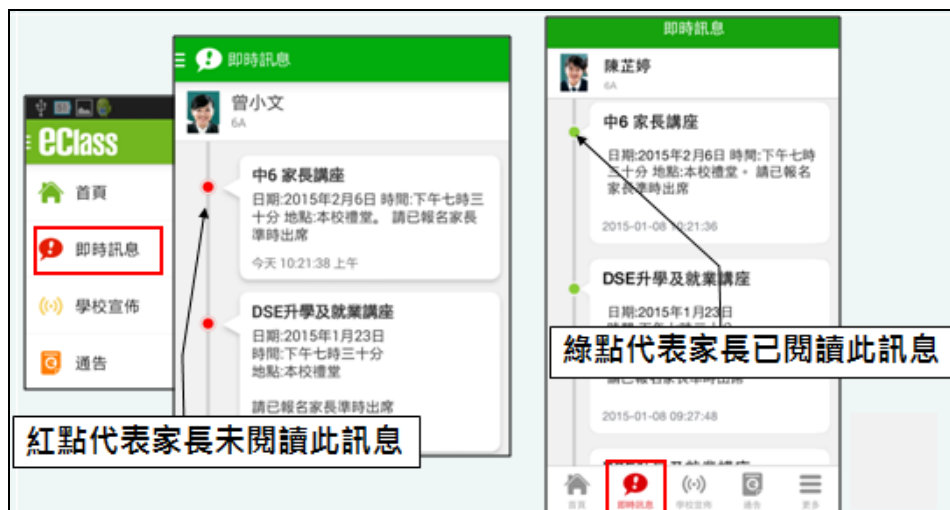 eClass
首頁
即時訊息
學校宣佈
通告
即時訊息
曾小文
6A
中6 家長講座
日期:2015年2月6日 時間:下午七時三
十分 地點:本校禮堂。 請已報名家長
準時出席
今天 10:21:38 上午
DSE升學及就業講座
日期:2015年1月23日
時間:下午七時三十分
地點:本校禮堂
請已報名家長準時出席
紅點代表家長未閱讀此訊息
即時訊息
陳芷婷
6A
中6 家長講座
日期:2015年2月6日 時間:下午七時
三十分 地點:本校禮堂。 請已報名
家長準時出席
2015-01-08 10:21:36
DSE升學及就業講座
日期:2015年1月23日
綠點代表家長已閱讀此訊息
請已報名家長準時出席
2015-01-08 09:27:48
首頁
即時訊息
學校宣佈
通告
更多